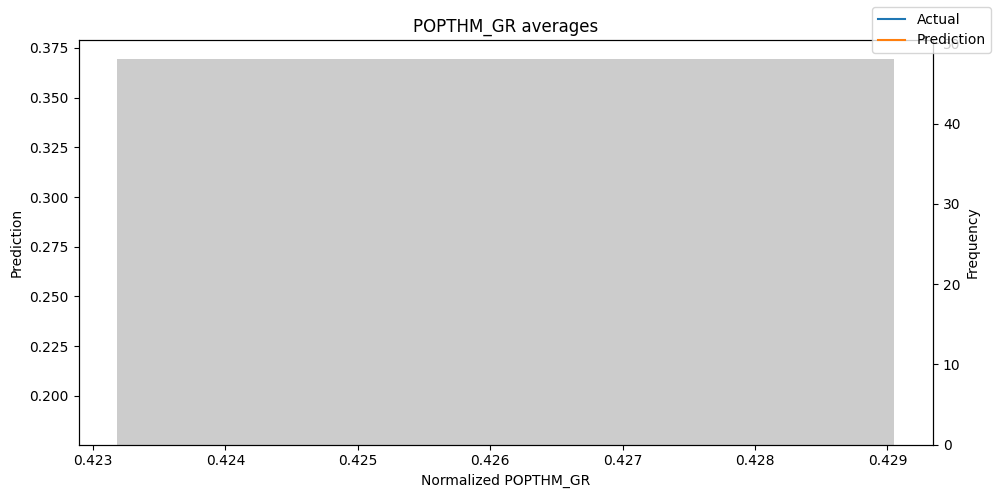 POPTHM_GR averages
Actual
Prediction
0.375
0.350
0.325
0.300
0.275
0.250
0.225
0.200
Prediction
50
40
30
20
10
0
Frequency
0.423 0.424 0.425 0.426 0.427 0.428 0.429
Normalized POPTHM_GR